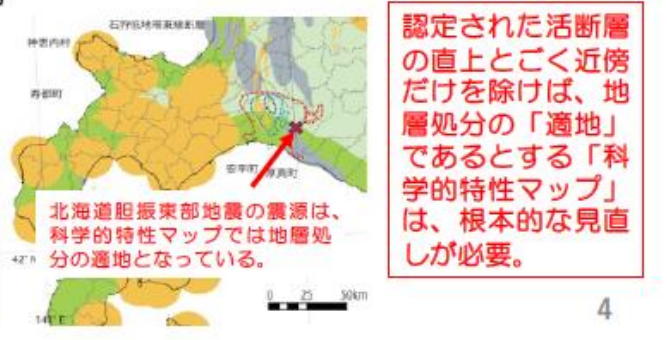 石狩低地帯東縁断層
神恵内村
寿都町
安平町
厚真町
北海道胆振東部地震の震源は、
科学的特性マップでは地層処
分の適地となっている。
42° N
141° E
0 25 50km
認定された活断層
の直上とごく近傍
だけを除けば、地
層処分の「適地」
であるとする「科
学的特性マップ」
は、根本的な見直
しが必要。
4